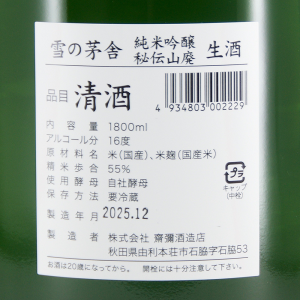 雪の茅舎 純米吟醸 秘伝山廃 生酒
品目 清酒
4934803002229
内容量 1800ml
アルコール分 16度
原材料名 米(国産)、米麹(国産米)
精米歩合 55%
使用酵母 自社酵母
保存方法 要冷蔵
キャップ
(中栓)
製造年月 2025.12
製造者 株式会社 齋彌酒造店
秋田県由利本荘市石脇字石脇53
お酒は20歳になってから。 開栓には十分注意して下さい。